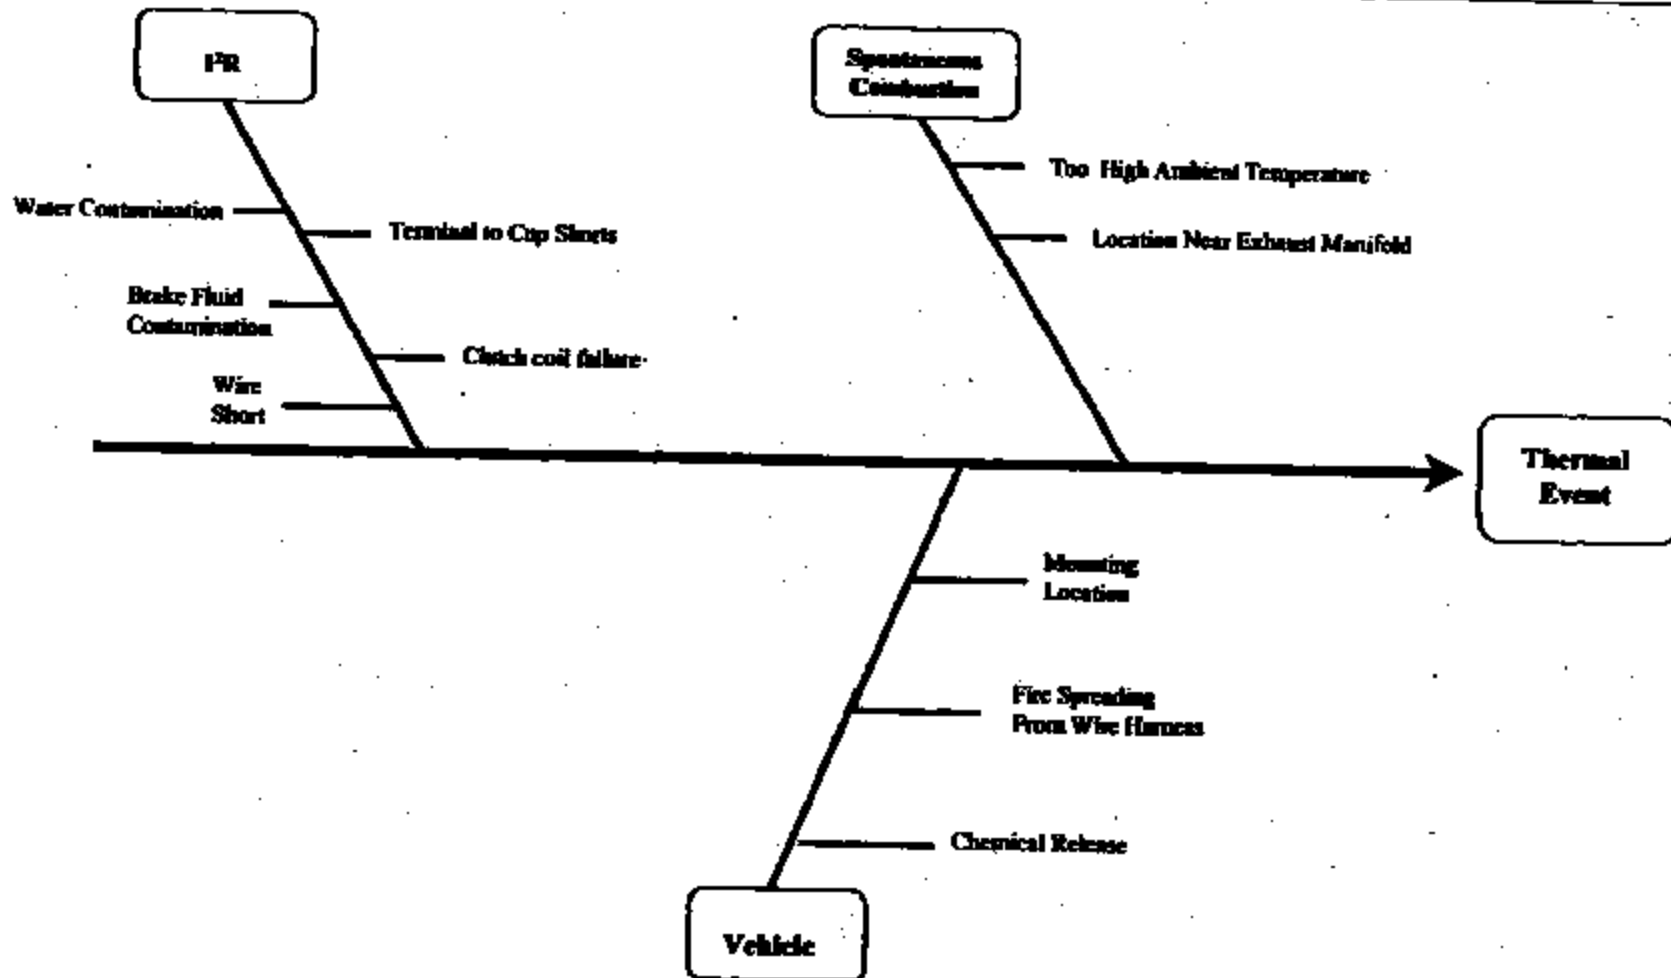 I²R
Spontaneous
Combustion
Too High Ambient Temperature
Water Contamination
Terminal to Cup Shorts
Location Near Exhaust Manifold
Brake Fluid
Contamination
Clutch coil failure
Wire
Short
Thermal
Event
Mounting
Location
Fire Spreading
From Wire Harness
Chemical Release
Vehicle